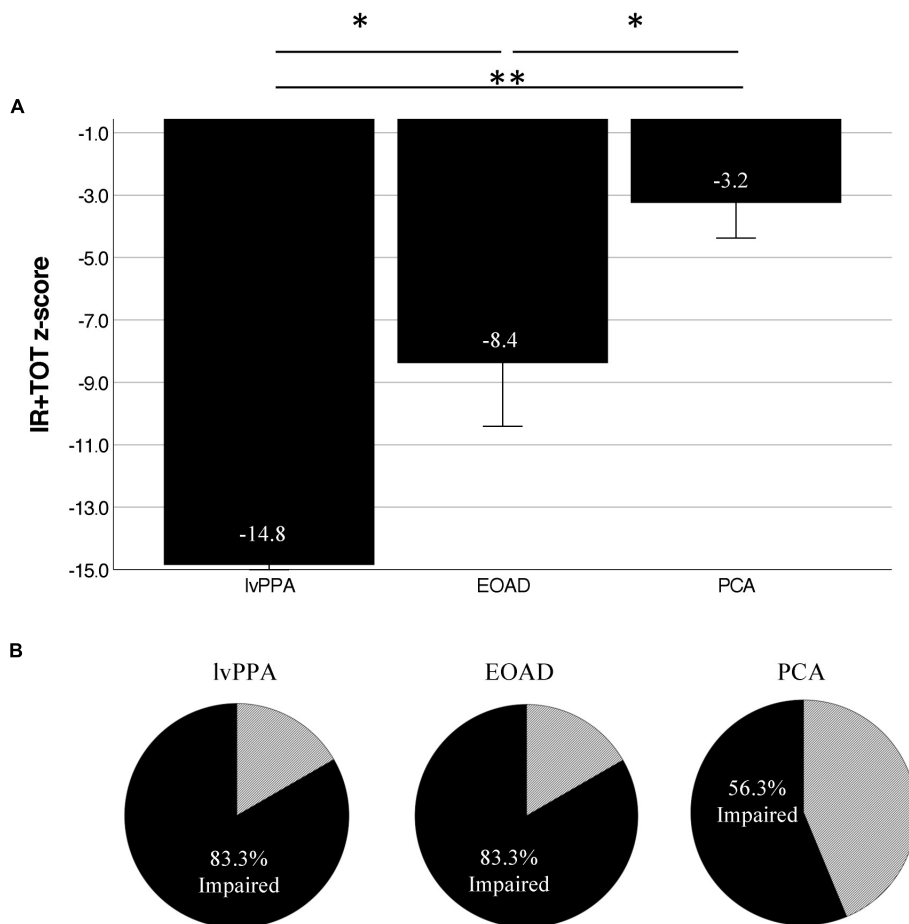 * *
**
A
IR+TOT z-score
-1.0
-3.0
-5.0
-7.0
-9.0
-11.0
-13.0
-15.0
-14.8
-8.4
-3.2
lvPPA EOAD PCA
B
lvPPA EOAD PCA
83.3%
Impaired
83.3%
Impaired
56.3%
Impaired